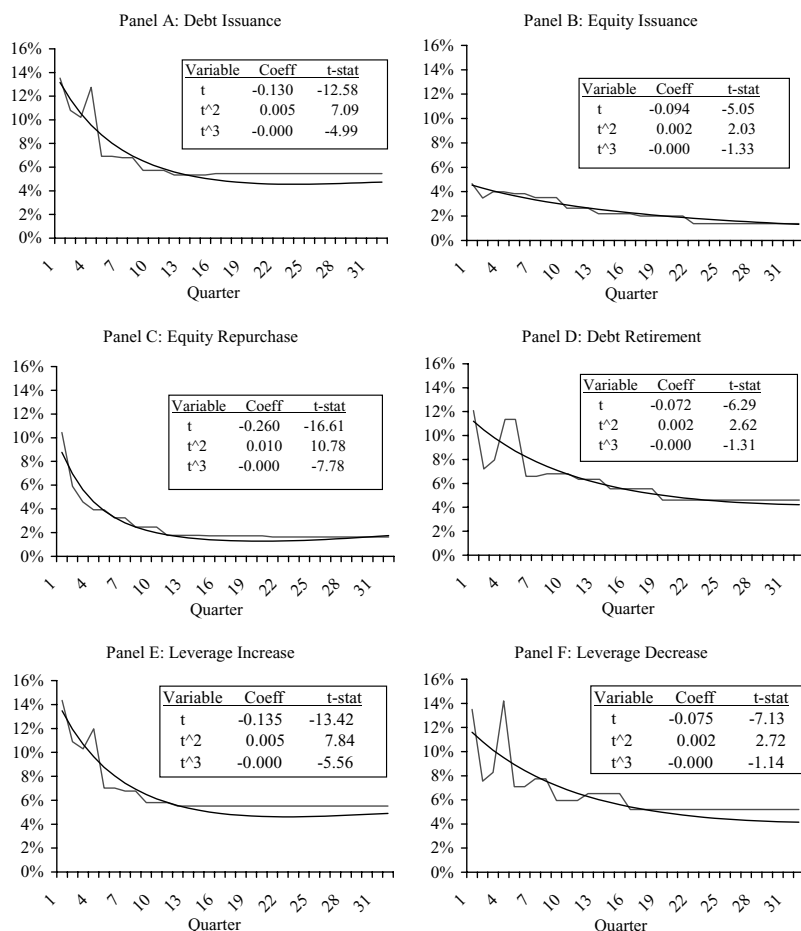 Panel A: Debt Issuance
16%
14%
12%
10%
8%
6%
4%
2%
0%
Variable Coeff t-stat
t -0.130 -12.58
t^2 0.005 7.09
t^3 -0.000 -4.99
1 4 7 10 13 16 19 22 25 28 31
Quarter
Panel B: Equity Issuance
16%
14%
12%
10%
8%
6%
4%
2%
0%
Variable Coeff t-stat
t -0.094 -5.05
t^2 0.002 2.03
t^3 -0.000 -1.33
1 4 7 10 13 16 19 22 25 28 31
Quarter
Panel C: Equity Repurchase
16%
14%
12%
10%
8%
6%
4%
2%
0%
Variable Coeff t-stat
t -0.260 -16.61
t^2 0.010 10.78
t^3 -0.000 -7.78
1 4 7 10 13 16 19 22 25 28 31
Quarter
Panel D: Debt Retirement
16%
14%
12%
10%
8%
6%
4%
2%
0%
Variable Coeff t-stat
t -0.072 -6.29
t^2 0.002 2.62
t^3 -0.000 -1.31
1 4 7 10 13 16 19 22 25 28 31
Quarter
Panel E: Leverage Increase
16%
14%
12%
10%
8%
6%
4%
2%
0%
Variable Coeff t-stat
t -0.135 -13.42
t^2 0.005 7.84
t^3 -0.000 -5.56
1 4 7 10 13 16 19 22 25 28 31
Quarter
Panel F: Leverage Decrease
16%
14%
12%
10%
8%
6%
4%
2%
0%
Variable Coeff t-stat
t -0.075 -7.13
t^2 0.002 2.72
t^3 -0.000 -1.14
1 4 7 10 13 16 19 22 25 28 31
Quarter